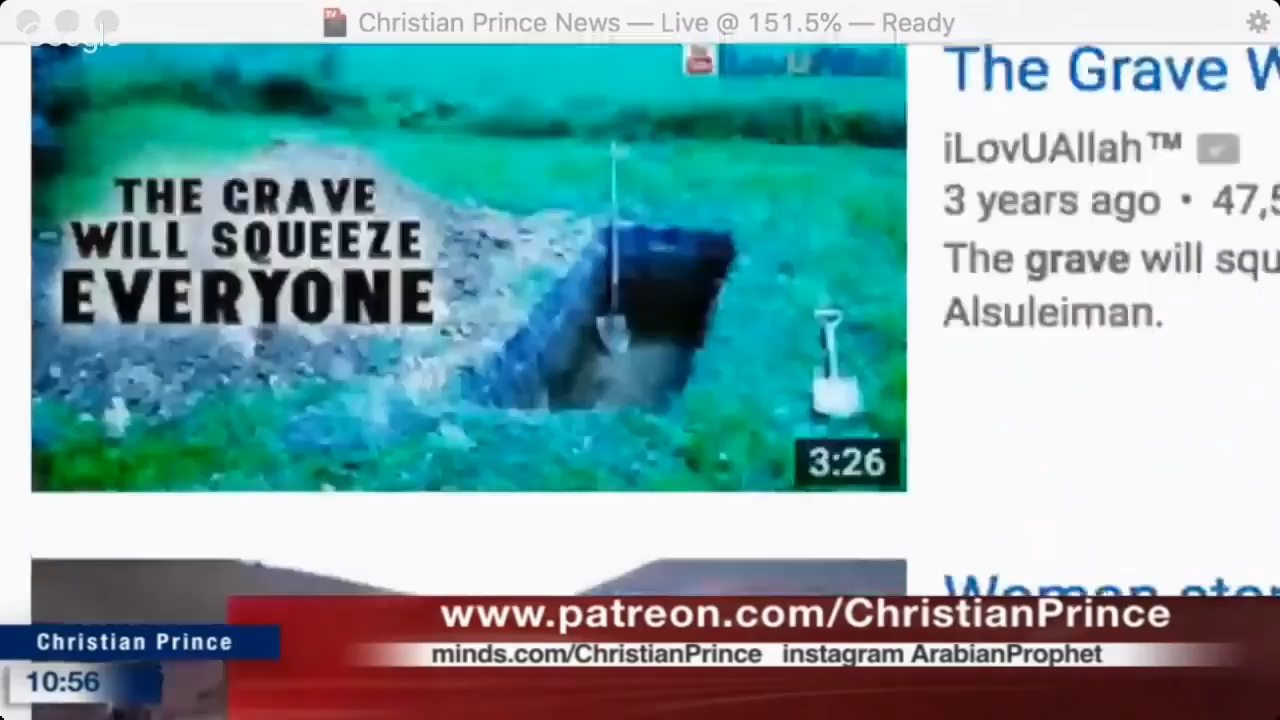 Christian Prince News — Live @ 151.5% — Ready
Google
THE GRAVE
WILL SQUEEZE
EVERYONE
3:26
The Grave W
iLovUAllah™
3 years ago • 47,5
The grave will squ
Alsuleiman.
www.patreon.com/ChristianPrince
Christian Prince
minds.com/ChristianPrince instagram ArabianProphet
10:56